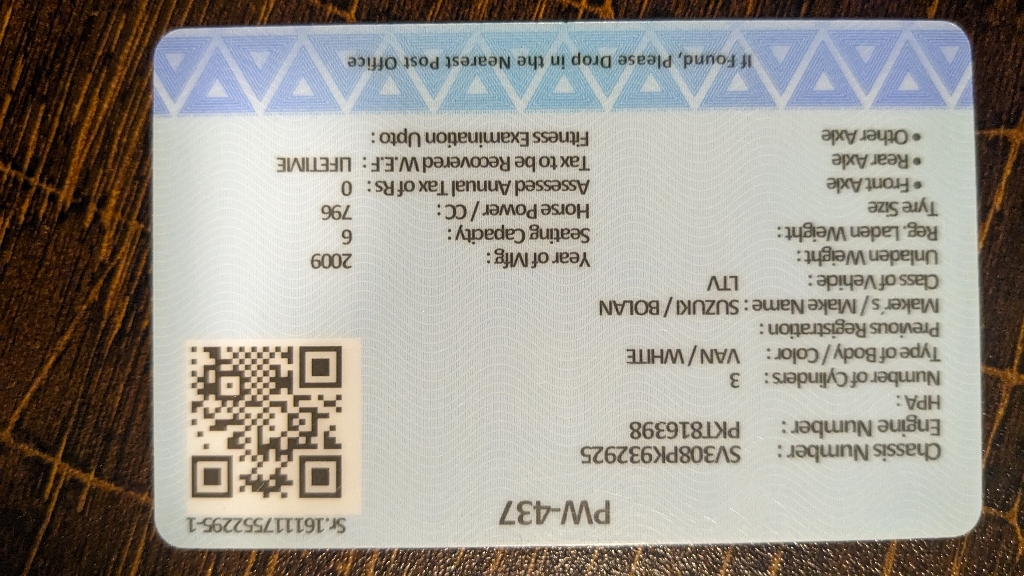 Sr.1611117552295-1
PW-437
Chassis Number : SV308PK932925
Engine Number : PKT816398
HPA :
Number of Cylinders : 3
Type of Body / Color : VAN / WHITE
Previous Registration :
Maker's / Make Name : SUZUKI / BOLAN
Class of Vehicle : LTV
Unladen Weight : Year of Mfg : 2009
Reg. Laden Weight : Seating Capacity : 6
Tyre Size Horse Power / CC : 796
• Front Axle Assessed Annual Tax of Rs : 0
• Rear Axle Tax to be Recovered W.E.F : LIFETIME
• Other Axle Fitness Examination Upto :
If Found, Please Drop in the Nearest Post Office